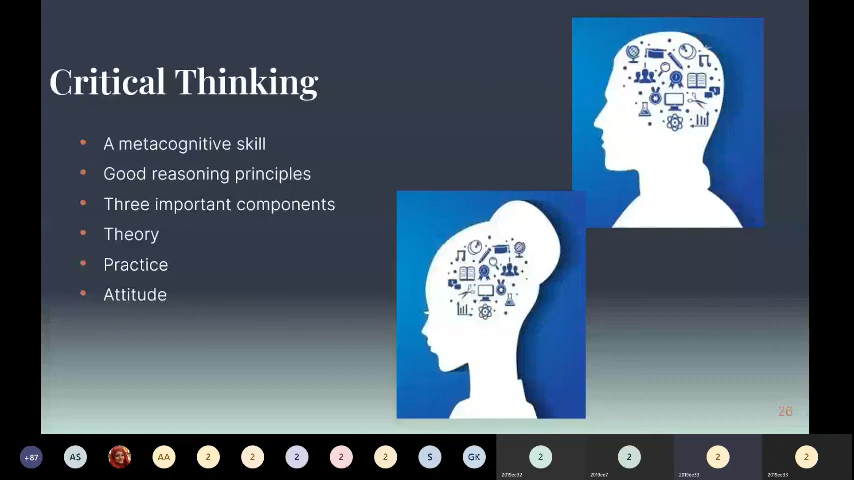 Critical Thinking
A metacognitive skill
Good reasoning principles
Three important components
Theory
Practice
Attitude
26
+87
AS
AA
2
2
2
2
2
S
GK
2
2
2
2